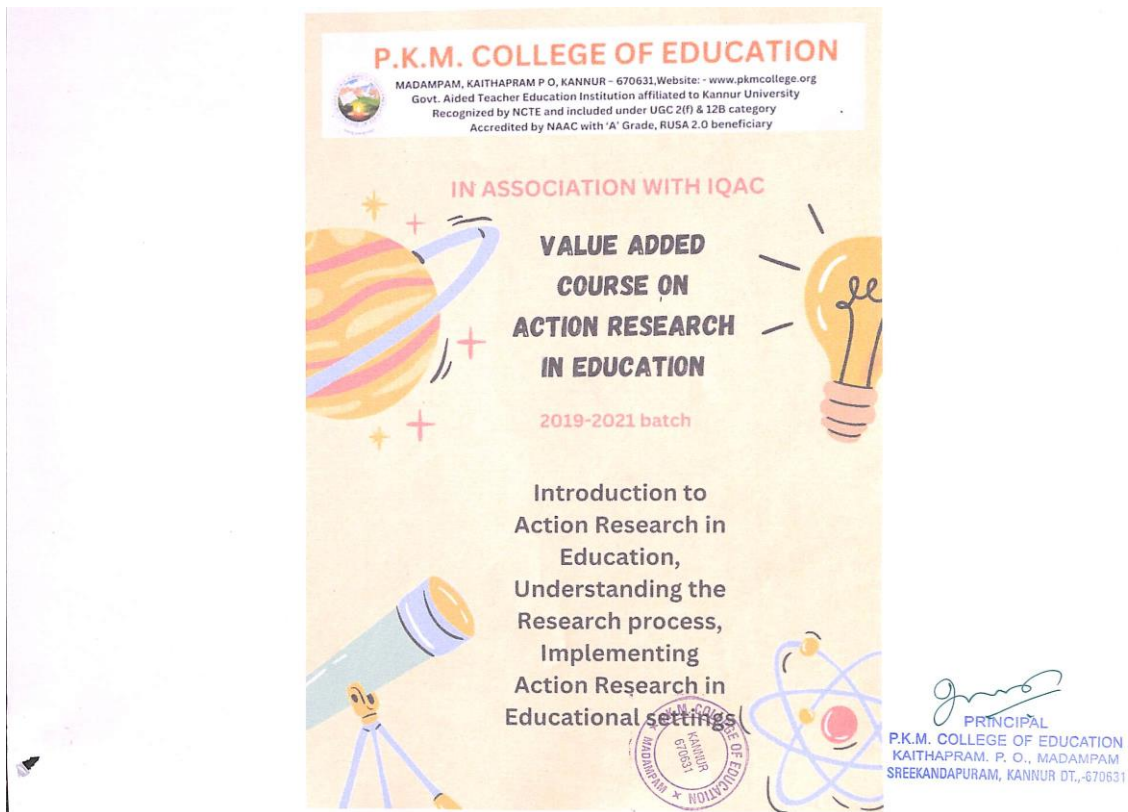 P.K.M. COLLEGE OF EDUCATION
MADAMPAM, KAITHAPRAM P O, KANNUR – 670631,Website: - www.pkmcollege.org
Govt. Aided Teacher Education Institution affiliated to Kannur University
Recognized by NCTE and included under UGC 2(f) & 12B category
Accredited by NAAC with 'A' Grade, RUSA 2.0 beneficiary
IN ASSOCIATION WITH IQAC
VALUE ADDED
COURSE ON
ACTION RESEARCH
IN EDUCATION
2019-2021 batch
Introduction to
Action Research in
Education,
Understanding the
Research process,
Implementing
Action Research in
Educational settings
P.K.M. COLLEGE OF EDUCATION
MADAMPAM
KANNUR
670631
PRINCIPAL
P.K.M. COLLEGE OF EDUCATION
KAITHAPRAM. P. O., MADAMPAM
SREEKANDAPURAM, KANNUR DT.,-670631